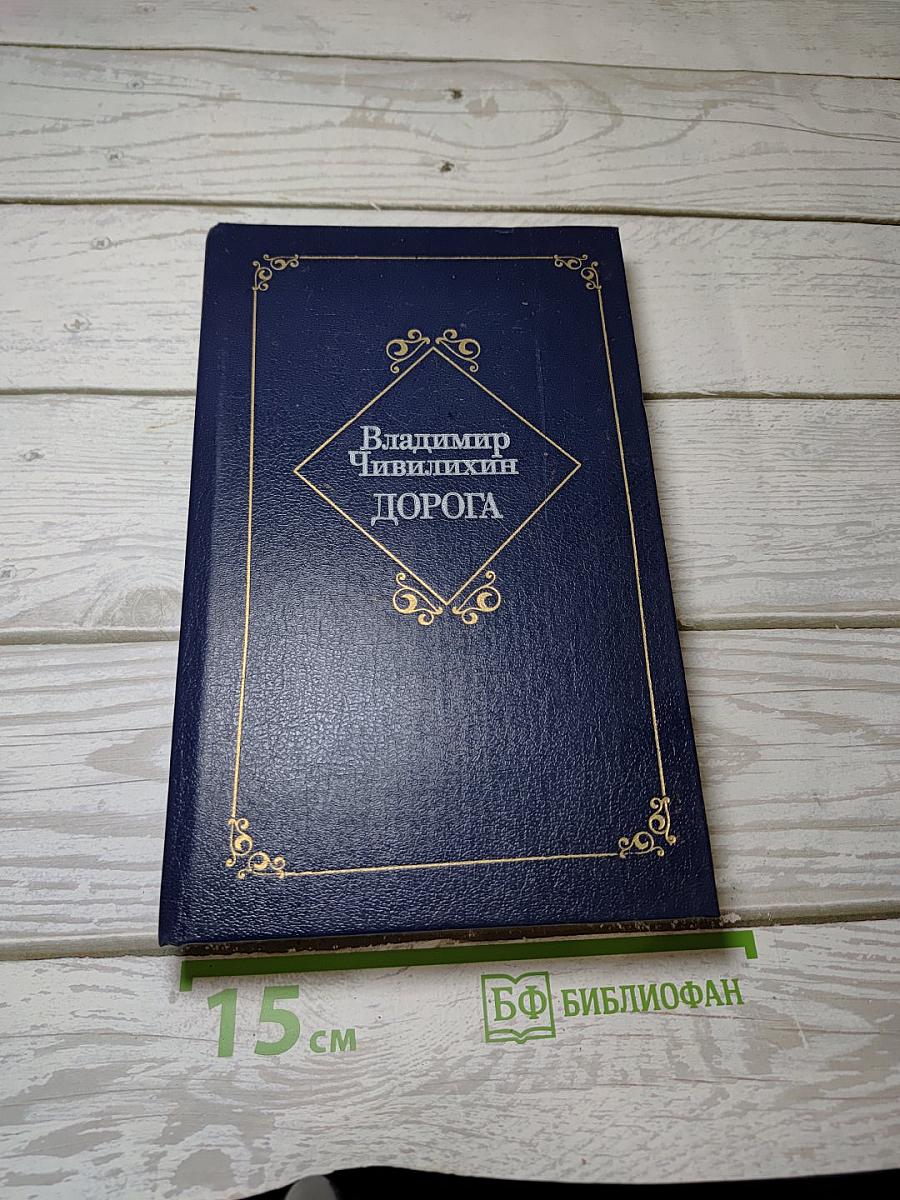 Владимир
Чивилихин
ДОРОГА
15 см
БФ БИБЛИОФАН